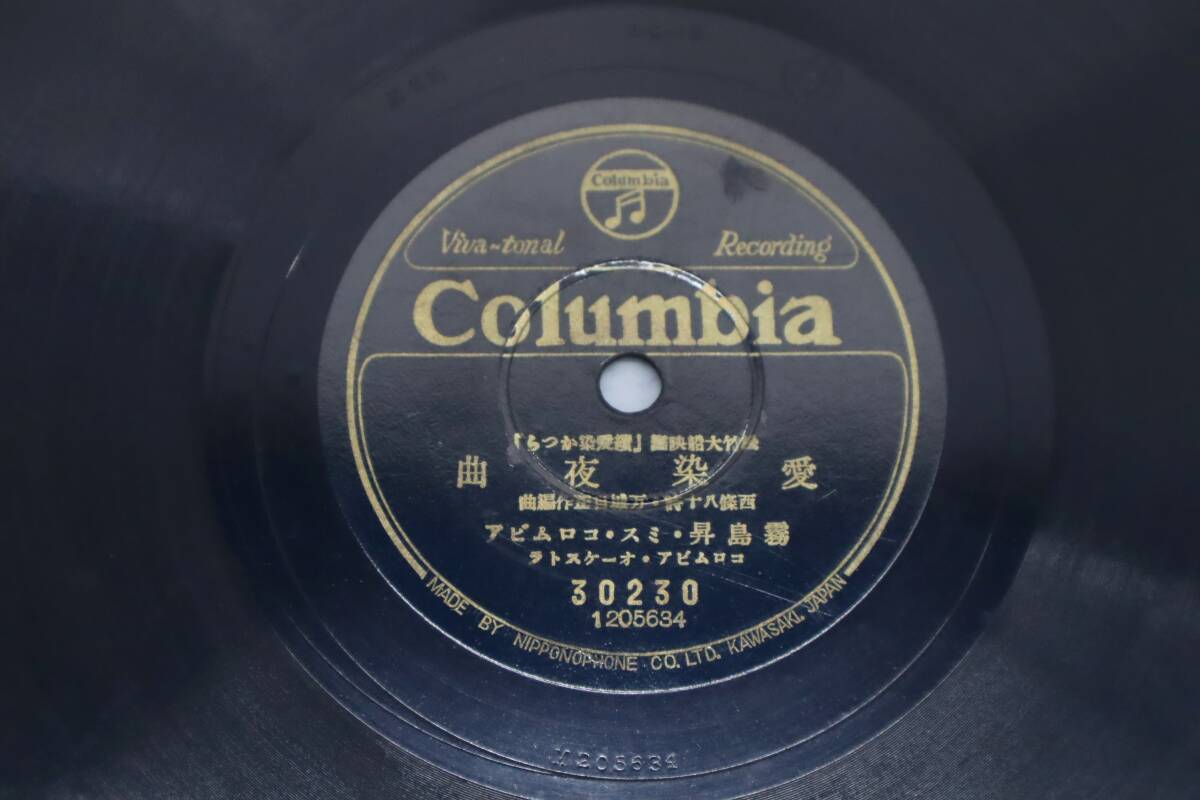 Columbia
Viva-tonal Recording
Columbia
松竹大船映畫『續愛染かつら』
愛染夜曲
西條八十詩・万城目正作編曲
霧島昇・ミス・コロムビア
コロムビア・オーケストラ
30230
1205634
MADE BY NIPPONOPHONE CO. LTD. KAWASAKI, JAPAN